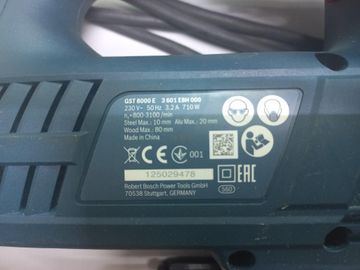 GST 8000 E 3 601 E8H 000
230 V~ 50 Hz 3.2 A 710 W
n₀=800-3100 /min
Steel Max.: 10 mm Alu Max.: 20 mm
Wood Max.: 80 mm
Made in China
CE
001
125029478
Robert Bosch Power Tools GmbH
70538 Stuttgart, GERMANY
S60
EAC